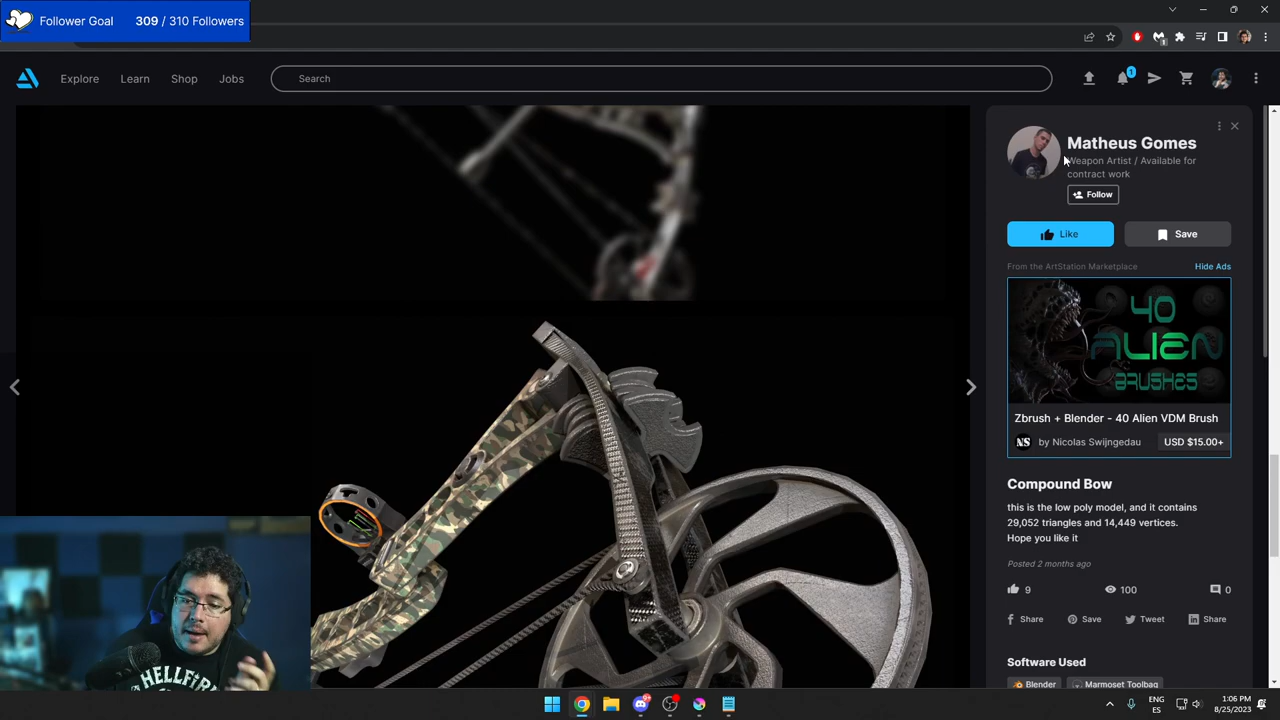 Follower Goal 309 / 310 Followers
Explore Learn Shop Jobs Search 1
Matheus Gomes
Weapon Artist / Available for
contract work
Follow
Like Save
From the ArtStation Marketplace Hide Ads
40
ALIEN
BRUSHES
Zbrush + Blender - 40 Alien VDM Brush
NS by Nicolas Swijngedau USD $15.00+
Compound Bow
this is the low poly model, and it contains
29,052 triangles and 14,449 vertices.
Hope you like it
Posted 2 months ago
9 100 0
Share Save Tweet Share
Software Used
Blender Marmoset Toolbag
HELLFIR
ENG
ES
1:06 PM
8/25/2023